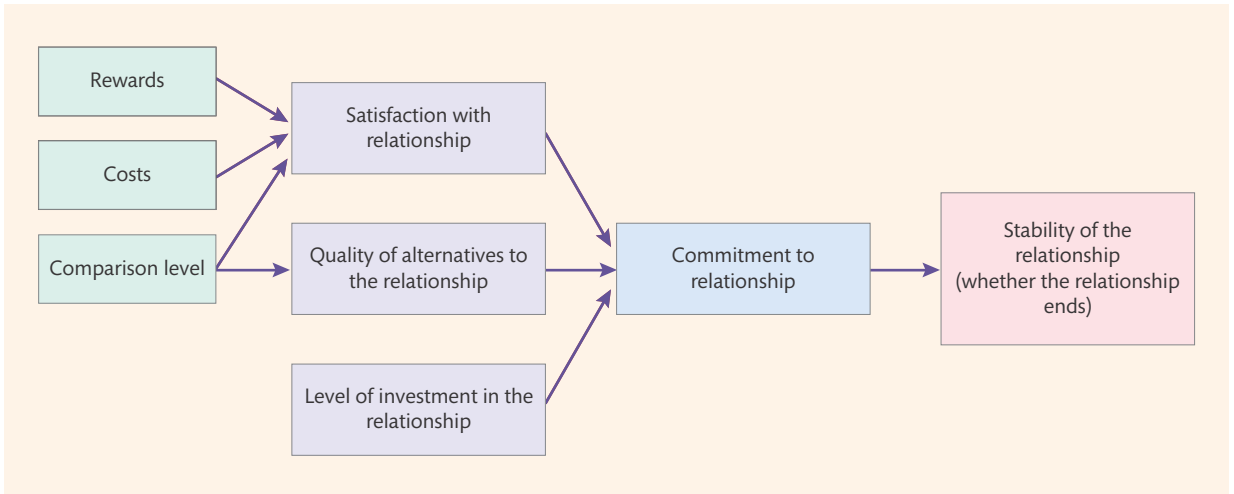 Rewards
Costs
Comparison level
Satisfaction with
relationship
Quality of alternatives to
the relationship
Level of investment in the
relationship
Commitment to
relationship
Stability of the
relationship
(whether the relationship
ends)